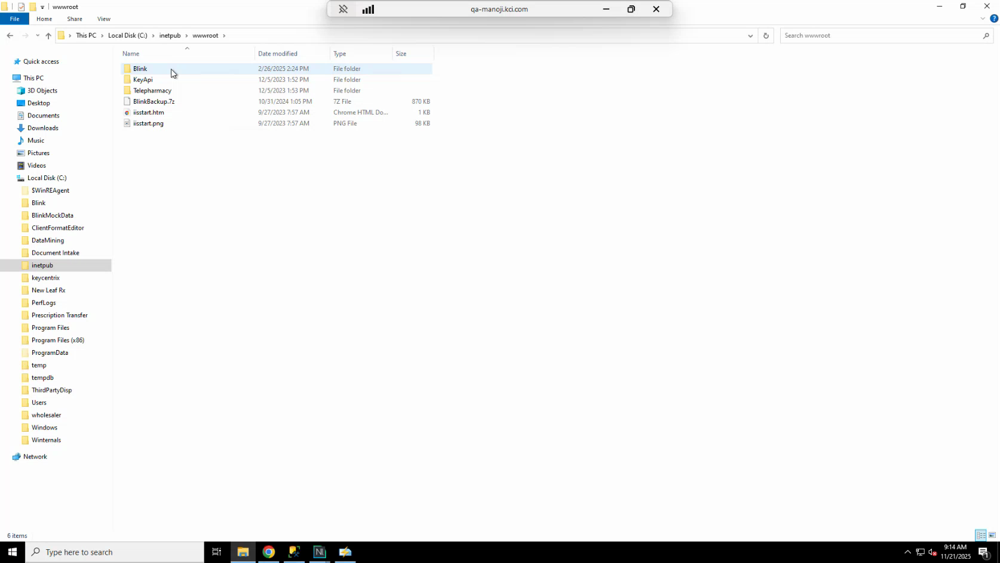 wwwroot
qa-manoji.kci.com
File Home Share View
This PC Local Disk (C:) inetpub wwwroot
Search wwwroot
Name Date modified Type Size
Blink 2/26/2025 2:24 PM File folder
KeyApi 12/5/2023 1:52 PM File folder
Telepharmacy 12/5/2023 1:53 PM File folder
BlinkBackup.7z 10/31/2024 1:05 PM 7Z File 870 KB
iisstart.htm 9/27/2023 7:57 AM Chrome HTML Do... 1 KB
iisstart.png 9/27/2023 7:57 AM PNG File 98 KB
Quick access
This PC
3D Objects
Desktop
Documents
Downloads
Music
Pictures
Videos
Local Disk (C:)
$WinREAgent
Blink
BlinkMockData
ClientFormatEditor
DataMining
Document Intake
inetpub
keycentrix
New Leaf Rx
PerfLogs
Prescription Transfer
Program Files
Program Files (x86)
ProgramData
temp
tempdb
ThirdPartyDisp
Users
wholesaler
Windows
Winternals
Network
6 items
Type here to search
Nl
9:14 AM
11/21/2025
1